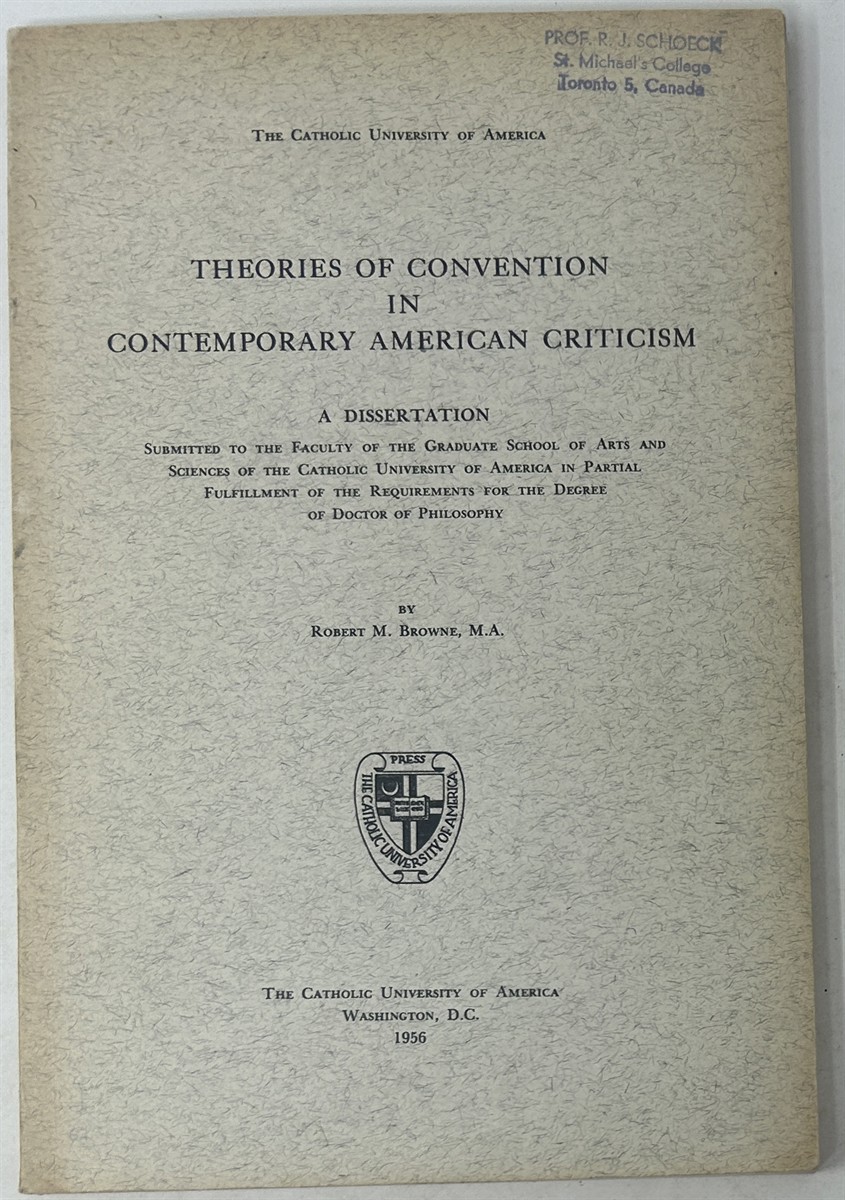 PROF. R. J. SCHOECK
St. Michael's College
Toronto 5, Canada
THE CATHOLIC UNIVERSITY OF AMERICA
THEORIES OF CONVENTION
IN
CONTEMPORARY AMERICAN CRITICISM
A DISSERTATION
SUBMITTED TO THE FACULTY OF THE GRADUATE SCHOOL OF ARTS AND
SCIENCES OF THE CATHOLIC UNIVERSITY OF AMERICA IN PARTIAL
FULFILLMENT OF THE REQUIREMENTS FOR THE DEGREE
OF DOCTOR OF PHILOSOPHY
BY
ROBERT M. BROWNE, M.A.
PRESS
THE CATHOLIC UNIVERSITY OF AMERICA
THE CATHOLIC UNIVERSITY OF AMERICA
WASHINGTON, D.C.
1956